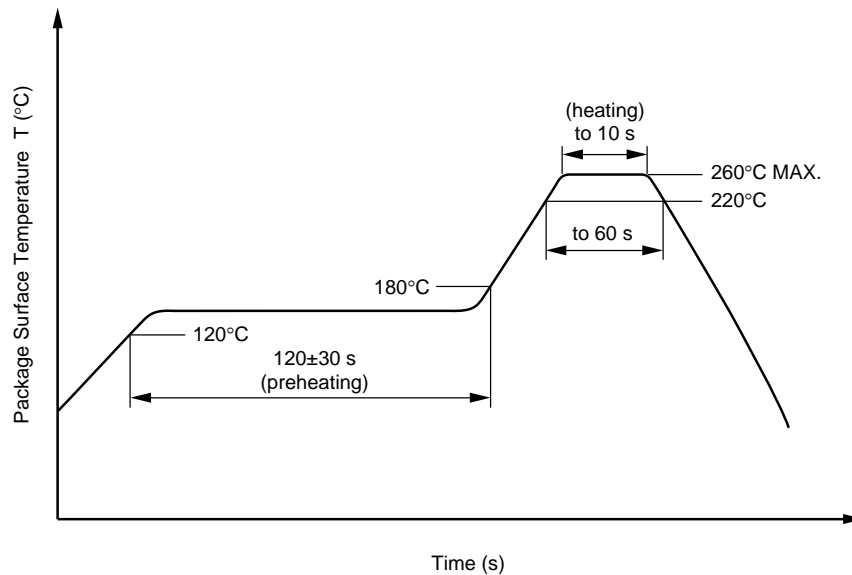 Package Surface Temperature T (°C)
(heating)
to 10 s
260°C MAX.
220°C
to 60 s
180°C
120°C
120±30 s
(preheating)
Time (s)